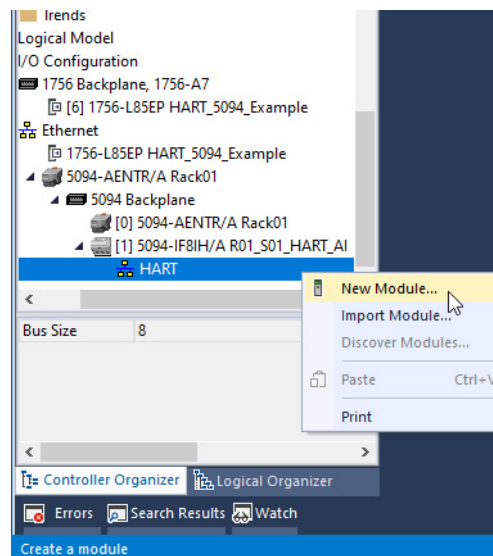 Trends
Logical Model
I/O Configuration
1756 Backplane, 1756-A7
[6] 1756-L85EP HART_5094_Example
Ethernet
1756-L85EP HART_5094_Example
5094-AENTR/A Rack01
5094 Backplane
[0] 5094-AENTR/A Rack01
[1] 5094-IF8IH/A R01_S01_HART_AI
HART
New Module...
Import Module...
Discover Modules...
Paste Ctrl+V
Print
Bus Size 8
Controller Organizer Logical Organizer
Errors Search Results Watch
Create a module